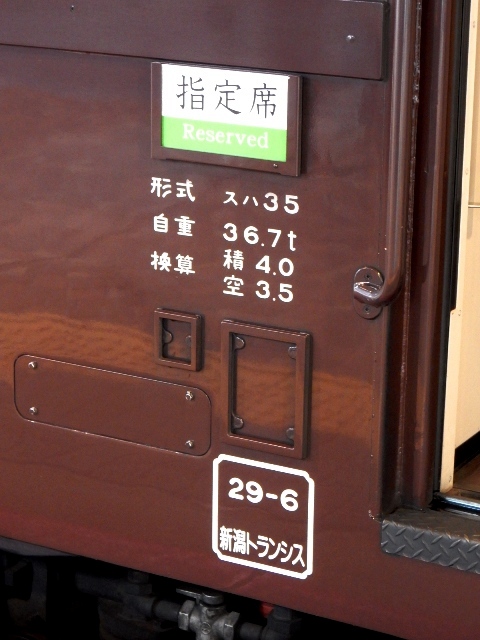 指定席
Reserved
形式 スハ35
自重 36.7t
換算 積 4.0
空 3.5
29-6
新潟トランシス